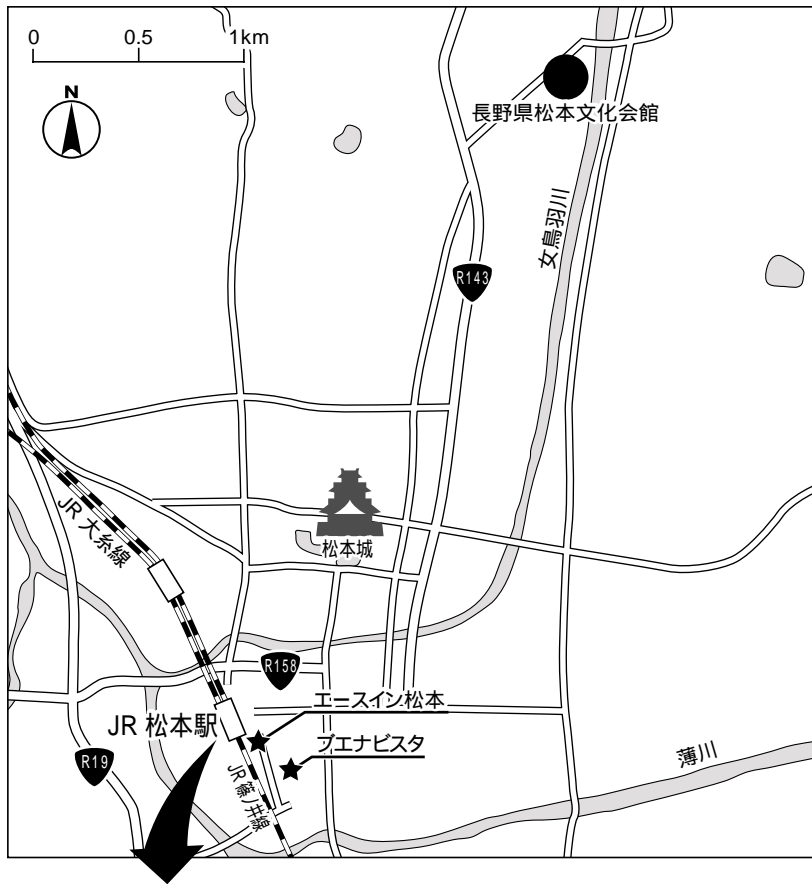 0 0.5 1km
N
長野県松本文化会館
女鳥羽川
R143
JR 大糸線
松本城
R158
エースイン松本
JR 松本駅
ブエナビスタ
R19
JR 篠ノ井線
薄川